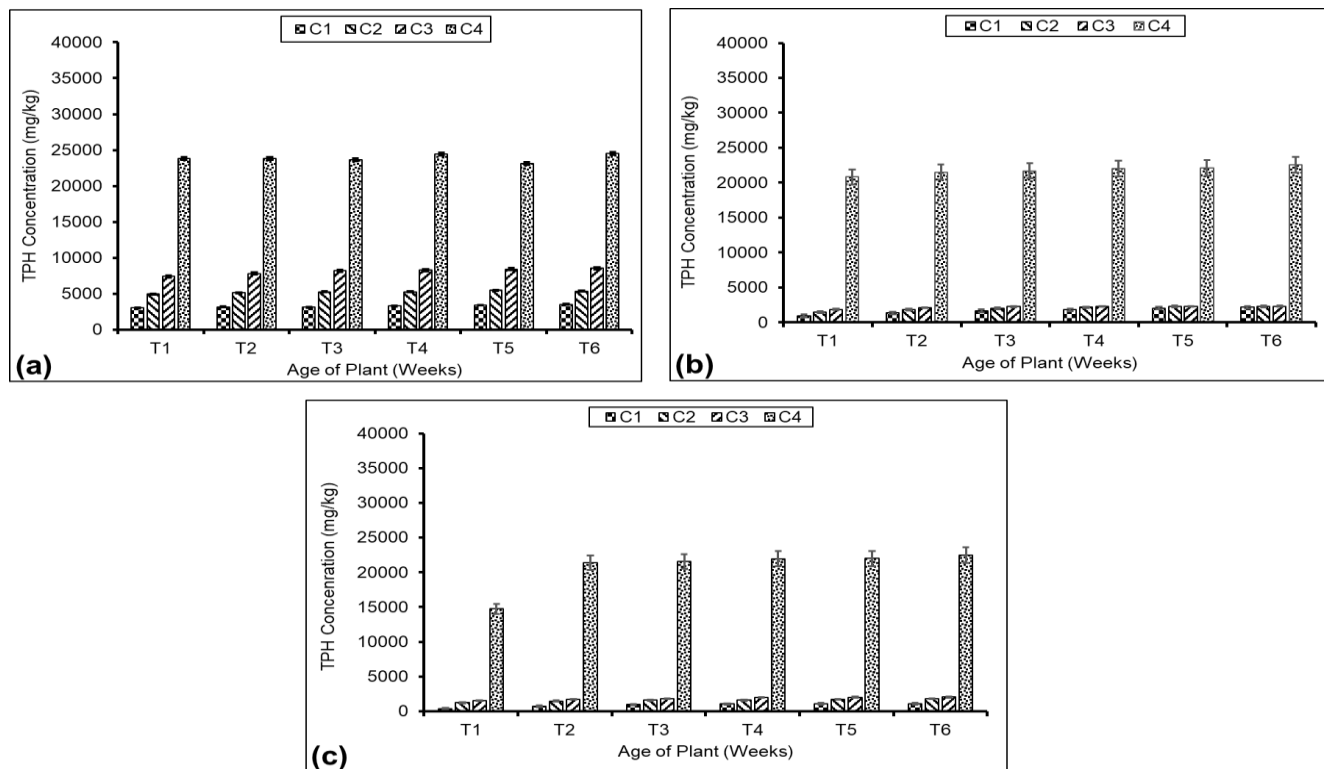 C1 C2 C3 C4
40000
35000
30000
25000
20000
15000
10000
5000
0
TPH Concentration (mg/kg)
T1 T2 T3 T4 T5 T6
Age of Plant (Weeks)
(a)
C1 C2 C3 C4
40000
35000
30000
25000
20000
15000
10000
5000
0
TPH Concentration (mg/kg)
T1 T2 T3 T4 T5 T6
Age of Plant (Weeks)
(b)
C1 C2 C3 C4
40000
35000
30000
25000
20000
15000
10000
5000
0
TPH Concenration (mg/kg)
T1 T2 T3 T4 T5 T6
Age of Plant (Weeks)
(c)